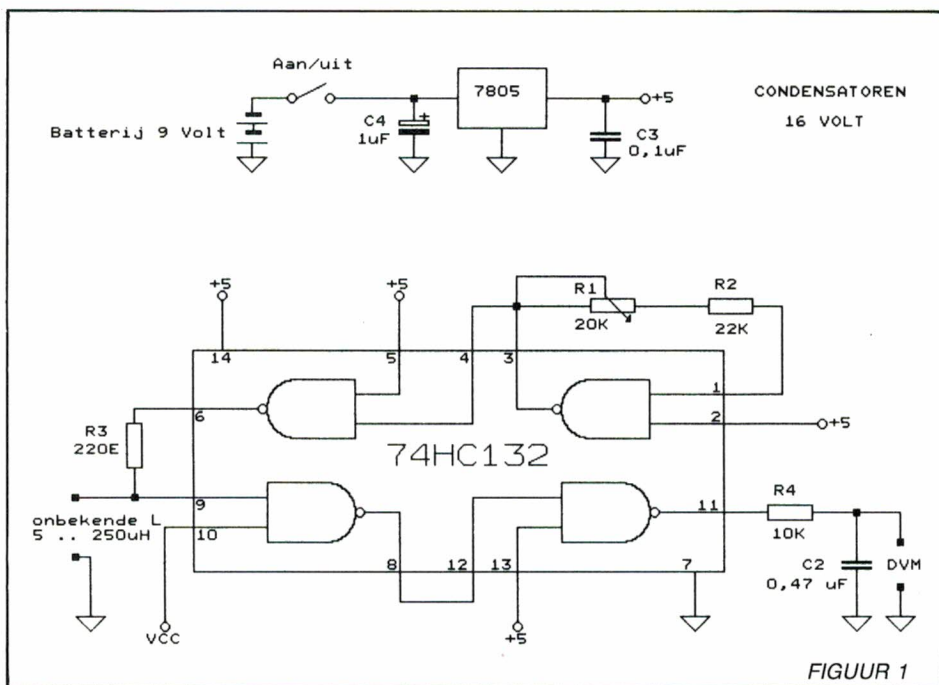 Aan/uit
7805
+5
CONDENSATOREN
16 VOLT
Batterij 9 Volt
C4
1uF
+
C3
0,1uF
+5
+5
R1
20K
R2
22K
14
5
4
3
1
2
+5
6
R3
220E
74HC132
9
10
onbekende L
5 .. 250uH
11
R4
10K
8
12
13
7
C2
0,47 uF
DVM
VCC
+5
FIGUUR 1